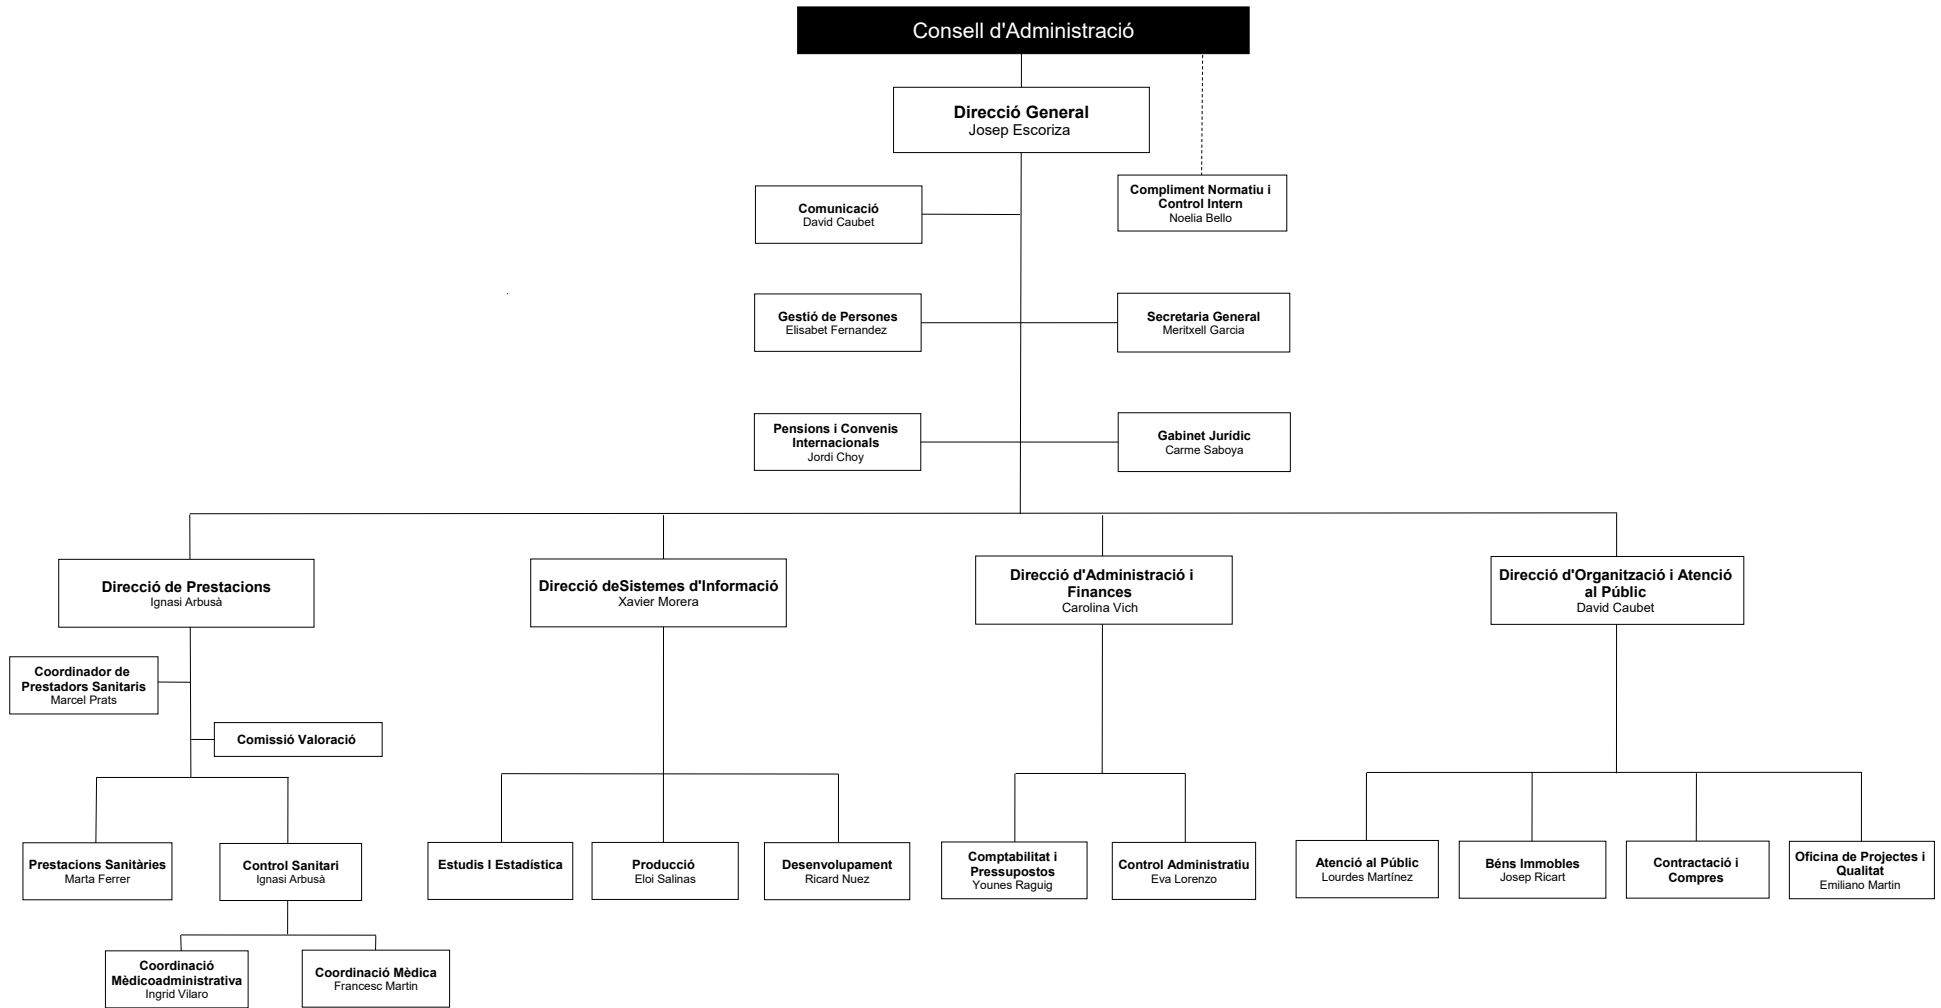 Consell d'Administració
Direcció General
Josep Escoriza
Compliment Normatiu i
Control Intern
Noelia Bello
Comunicació
David Caubet
Gestió de Persones
Elisabet Fernandez
Secretaria General
Meritxell Garcia
Pensions i Convenis
Internacionals
Jordi Choy
Gabinet Jurídic
Carme Saboya
Direcció de Prestacions
Ignasi Arbusà
Direcció deSistemes d'Informació
Xavier Morera
Direcció d'Administració i
Finances
Carolina Vich
Direcció d'Organització i Atenció
al Públic
David Caubet
Coordinador de
Prestadors Sanitaris
Marcel Prats
Comissió Valoració
Prestacions Sanitàries
Marta Ferrer
Control Sanitari
Ignasi Arbusà
Estudis I Estadística
Producció
Eloi Salinas
Desenvolupament
Ricard Nuez
Comptabilitat i
Pressupostos
Younes Raguig
Control Administratiu
Eva Lorenzo
Atenció al Públic
Lourdes Martínez
Béns Immobles
Josep Ricart
Contractació i
Compres
Oficina de Projectes i
Qualitat
Emiliano Martin
Coordinació
Mèdicoadministrativa
Ingrid Vilaro
Coordinació Mèdica
Francesc Martin